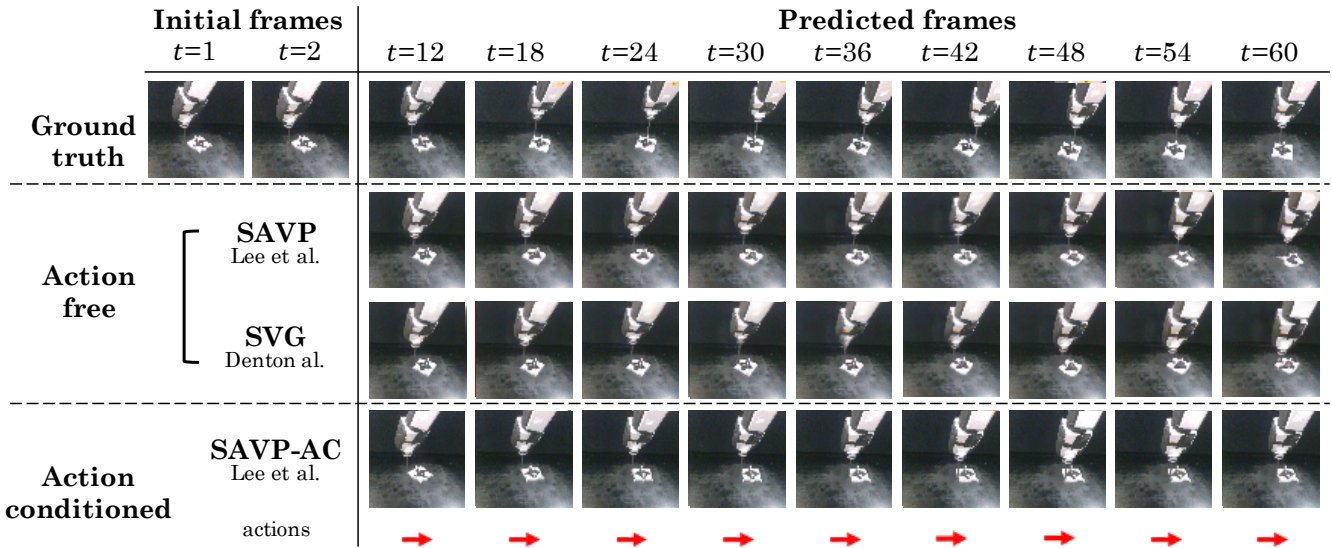 Initial frames
Predicted frames
t=1 t=2 t=12 t=18 t=24 t=30 t=36 t=42 t=48 t=54 t=60
Ground
truth
Action
free
SAVP
Lee et al.
SVG
Denton al.
Action
conditioned
SAVP-AC
Lee et al.
actions